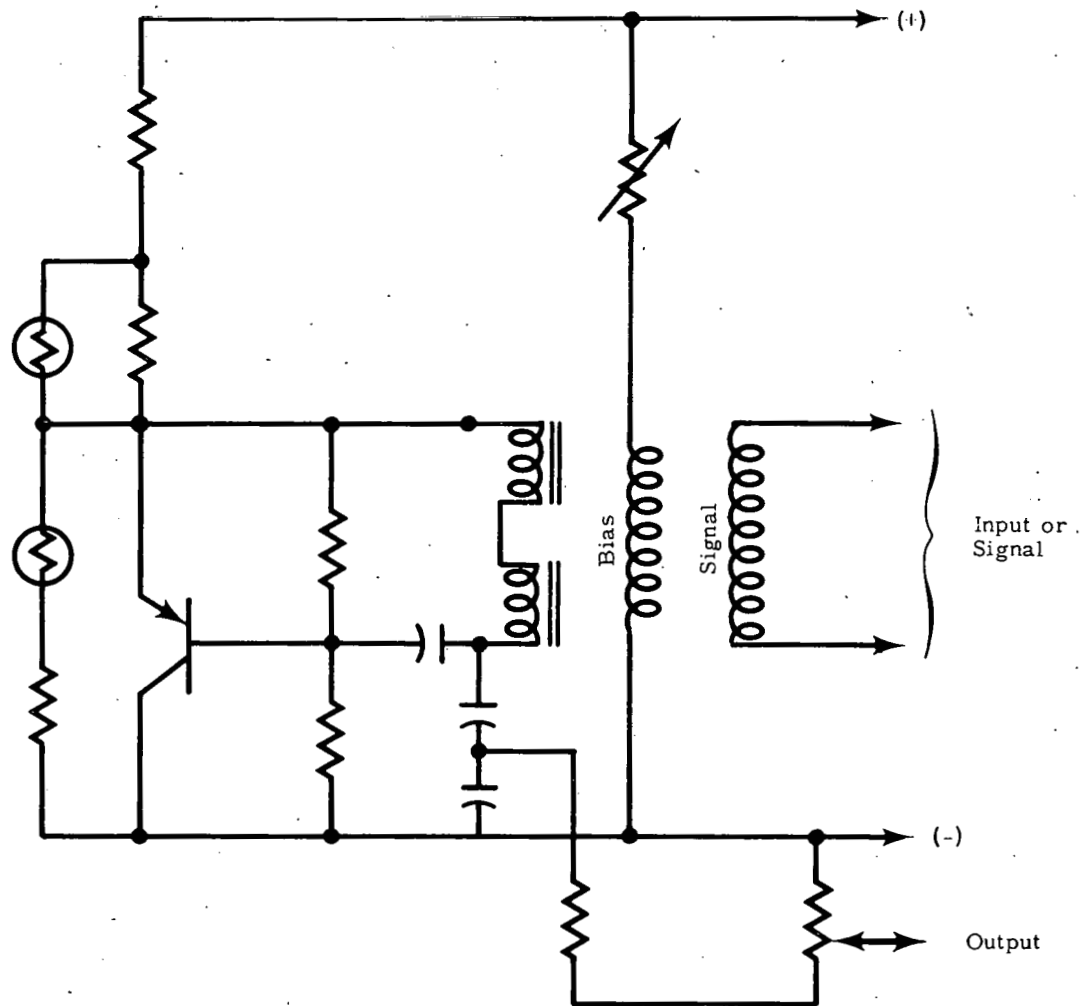 (+)
Bias
Signal
Input or
Signal
(-)
Output